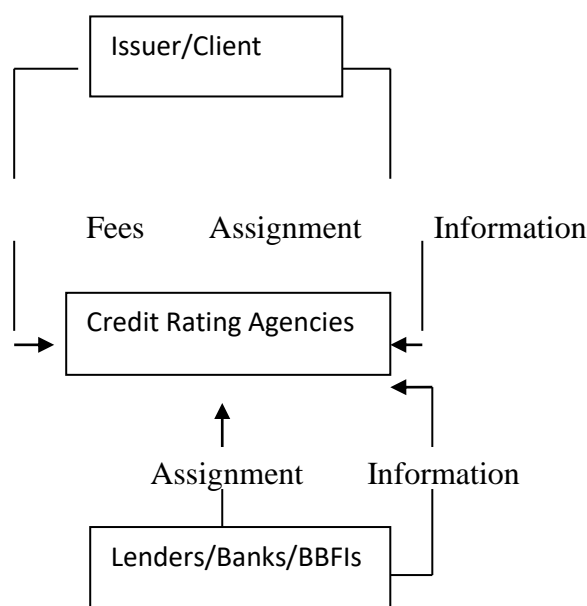 Issuer/Client
Fees Assignment Information
Credit Rating Agencies
Assignment Information
Lenders/Banks/BBFIs